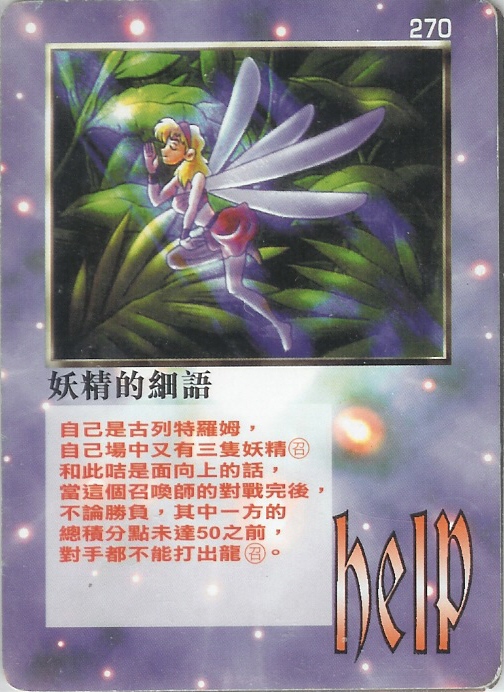 270
妖精的細語
自己是古列特羅姆，
自己場中又有三隻妖精㊁
和此咭是面向上的話，
當這個召喚師的對戰完後，
不論勝負，其中一方的
總積分點未達50之前，
對手都不能打出龍召。
help